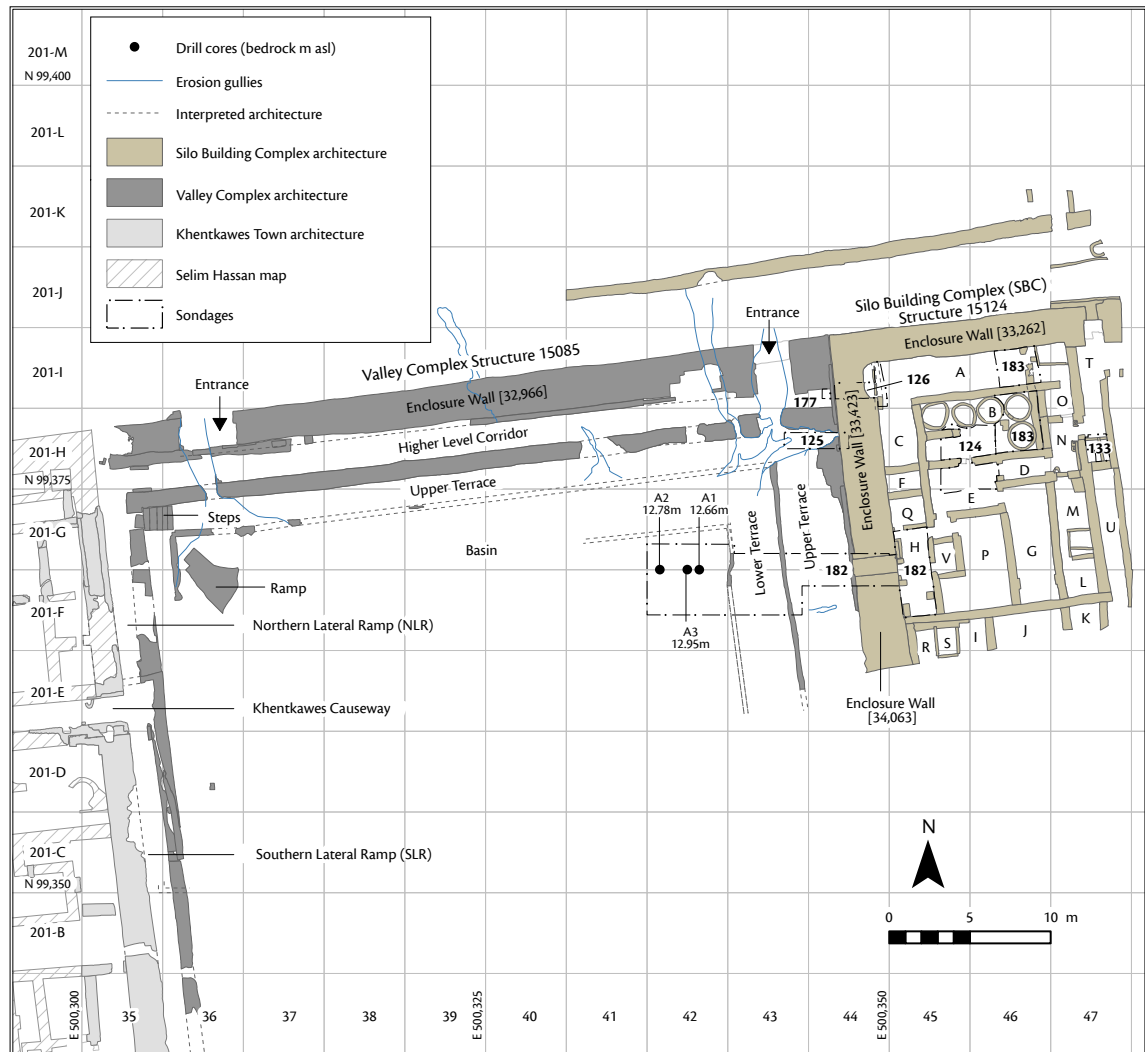 Drill cores (bedrock m asl)
Erosion gullies
Interpreted architecture
Silo Building Complex architecture
Valley Complex architecture
Khentkawes Town architecture
Selim Hassan map
Sondages
201-M
N 99,400
201-L
201-K
201-J
201-I
201-H
N 99,375
201-G
201-F
201-E
201-D
201-C
N 99,350
201-B
Silo Building Complex (SBC)
Structure 15124
Enclosure Wall [33,262]
Entrance
Valley Complex Structure 15085
Entrance
Enclosure Wall [32,966]
Higher Level Corridor
Upper Terrace
Steps
Ramp
Basin
A2
12.78m
A1
12.66m
A3
12.95m
Lower Terrace
Upper Terrace
Enclosure Wall [33,423]
177
126
125
183
124
183
133
182
182
A
T
O
B
C
N
D
F
E
Q
M
U
H
V
P
G
L
K
R
S
I
J
Northern Lateral Ramp (NLR)
Khentkawes Causeway
Southern Lateral Ramp (SLR)
Enclosure Wall
[34,063]
N
0
5
10 m
E 500,300
35
36
37
38
39
E 500,325
40
41
42
43
44
E 500,350
45
46
47